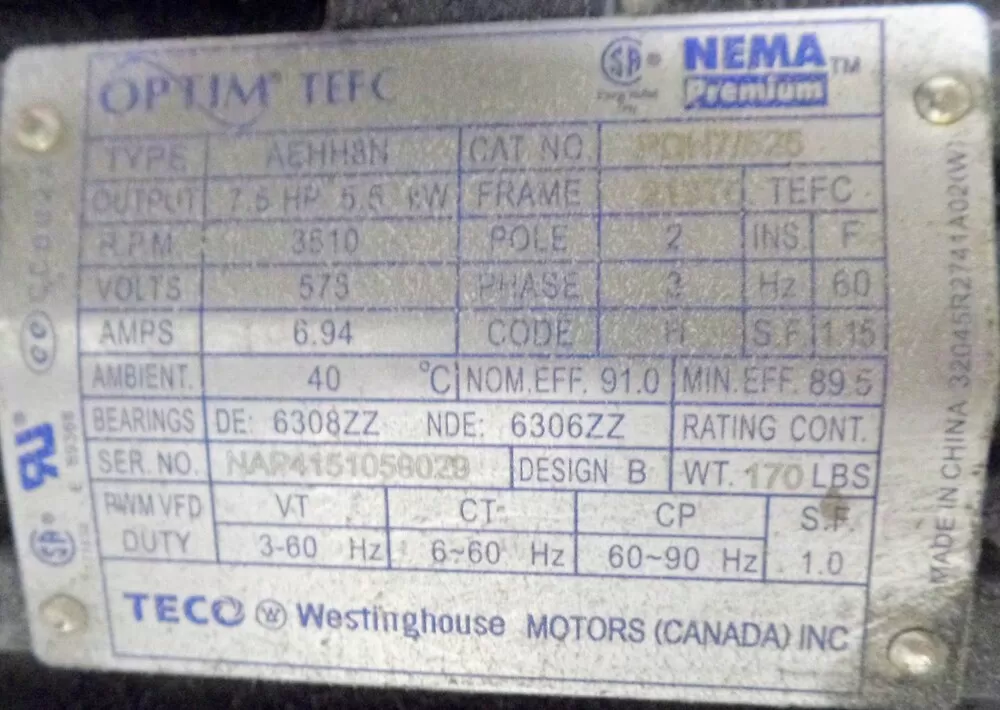 OPTIM® TEFC
SA® NEMA™
Premium
TYPE AEHH8N CAT NO
OUTPUT 7.5 HP 5.5 KW FRAME TEFC
R.P.M 3510 POLE 2 INS. F
VOLTS 575 PHASE 3 Hz 60
AMPS 6.94 CODE H S.F. 1.15
AMBIENT. 40 °C NOM.EFF. 91.0 MIN.EFF. 89.5
BEARINGS DE: 6308ZZ NDE: 6306ZZ RATING CONT.
SER. NO. DESIGN B WT. 170 LBS
PWM VFD VT CT CP S.F.
DUTY 3-60 Hz 6~60 Hz 60~90 Hz 1.0
TECO W Westinghouse MOTORS (CANADA) INC
MADE IN CHINA 32045R2741A02(W)